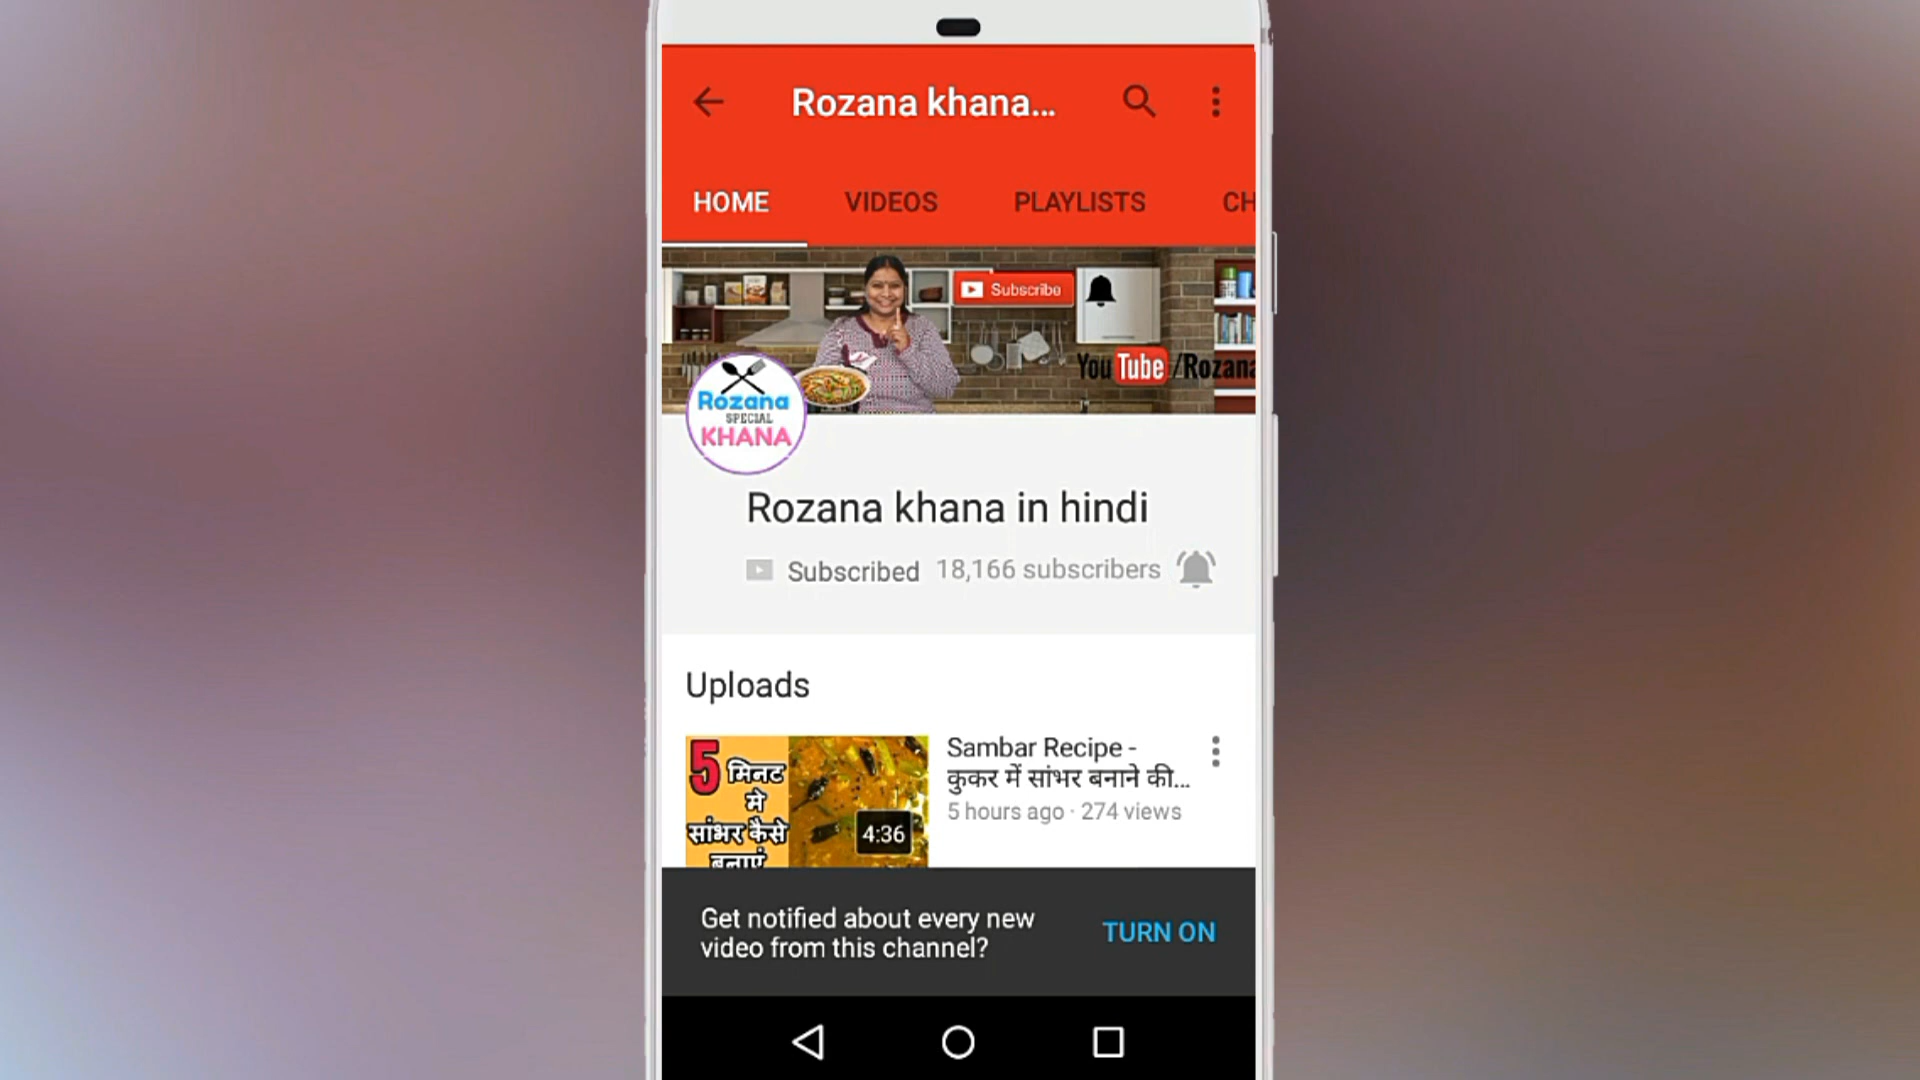 Rozana khana...
HOME VIDEOS PLAYLISTS CH
Subscribe
YouTube/Rozana
Rozana
SPECIAL
KHANA
Rozana khana in hindi
Subscribed 18,166 subscribers
Uploads
5 मिनट
मे
सांभर कैसे
बनाएं
4:36
Sambar Recipe -
कुकर में सांभर बनाने की...
5 hours ago · 274 views
Get notified about every new
video from this channel?
TURN ON